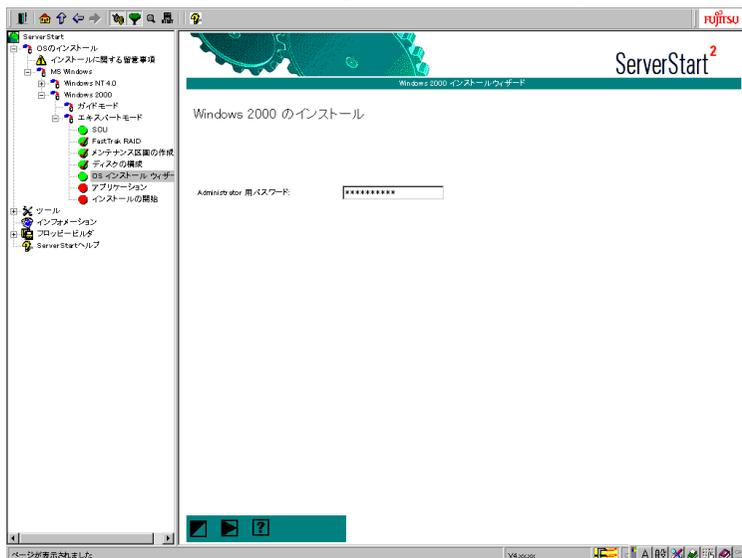 FUJITSU
ServerStart
OSのインストール
インストールに関する留意事項
MS Windows
Windows NT 4.0
Windows 2000
ガイドモード
エキスパートモード
SCU
FastTrak RAID
メンテナンス区画の作成
ディスクの構成
OS インストール ウィザー
アプリケーション
インストールの開始
ツール
インフォメーション
フロッピービルダ
ServerStartヘルプ
ServerStart2
Windows 2000 インストールウィザード
Windows 2000 のインストール
Administrator 用パスワード:
**********
ページが表示されました
V4.xx.xx